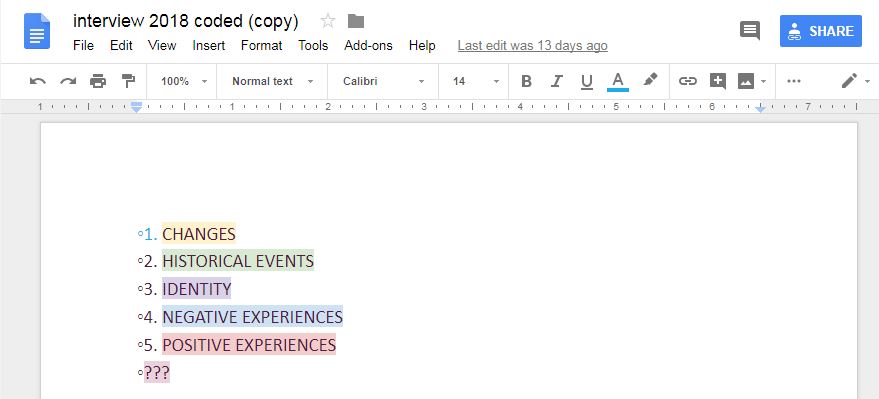 interview 2018 coded (copy)
File Edit View Insert Format Tools Add-ons Help Last edit was 13 days ago
SHARE
100% Normal text Calibri 14 B I U A
1 1 2 3 4 5 6 7
◦1. CHANGES
◦2. HISTORICAL EVENTS
◦3. IDENTITY
◦4. NEGATIVE EXPERIENCES
◦5. POSITIVE EXPERIENCES
◦???